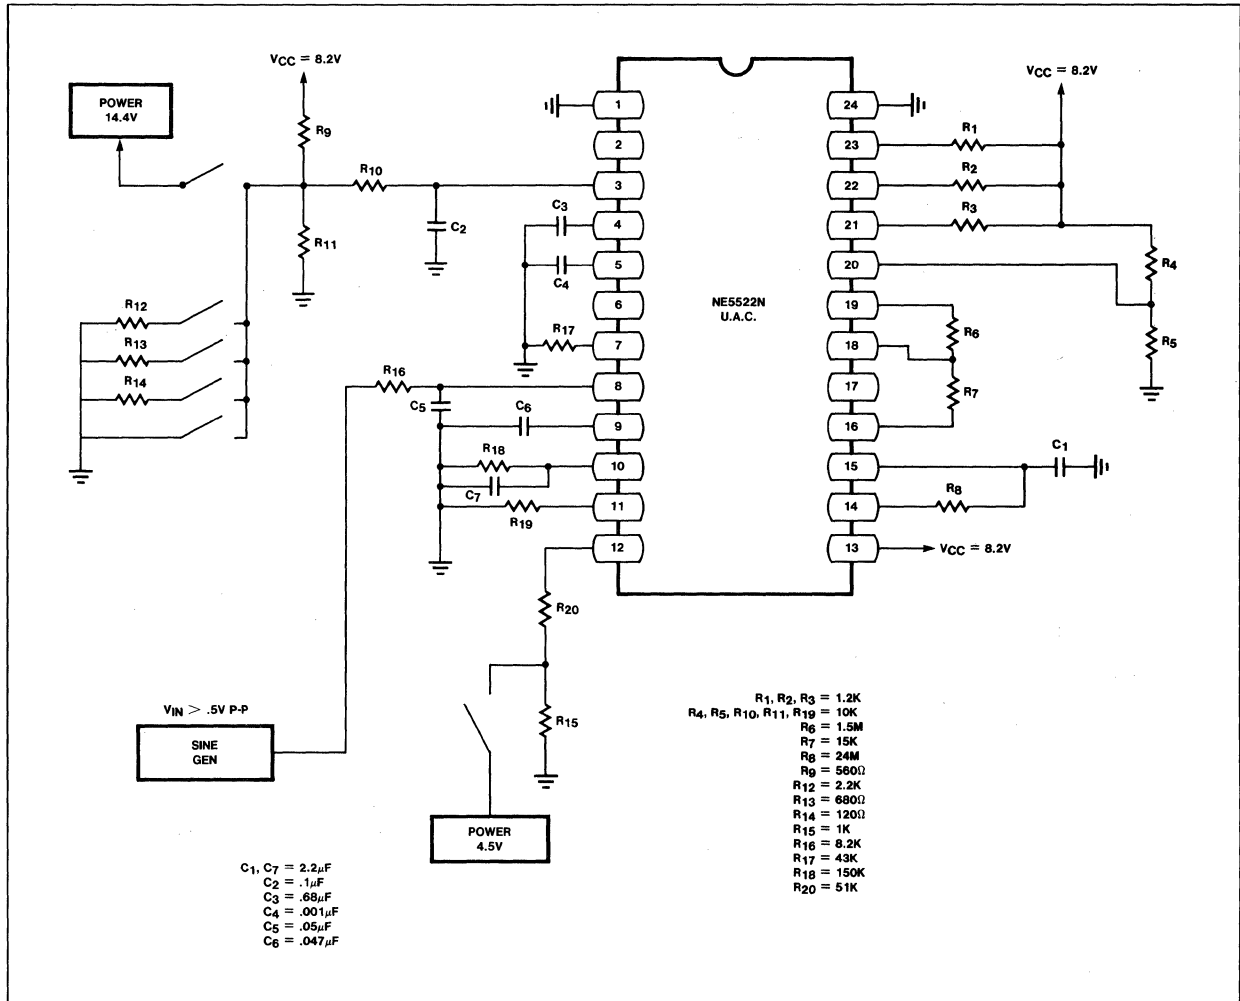 VCC = 8.2V
POWER
14.4V
R9
R10
C2
R11
R12
R13
R14
C3
C4
R17
R16
C5
C6
R18
C7
R19
R20
R15
VIN > .5V P-P
SINE
GEN
POWER
4.5V
1
2
3
4
5
6
7
8
9
10
11
12
NE5522N
U.A.C.
24
23
22
21
20
19
18
17
16
15
14
13
VCC = 8.2V
R1
R2
R3
R4
R5
R6
R7
C1
R8
VCC = 8.2V
R1, R2, R3 = 1.2K
R4, R5, R10, R11, R19 = 10K
R6 = 1.5M
R7 = 15K
R8 = 24M
R9 = 560Ω
R12 = 2.2K
R13 = 680Ω
R14 = 120Ω
R15 = 1K
R16 = 8.2K
R17 = 43K
R18 = 150K
R20 = 51K
C1, C7 = 2.2μF
C2 = .1μF
C3 = .68μF
C4 = .001μF
C5 = .05μF
C6 = .047μF